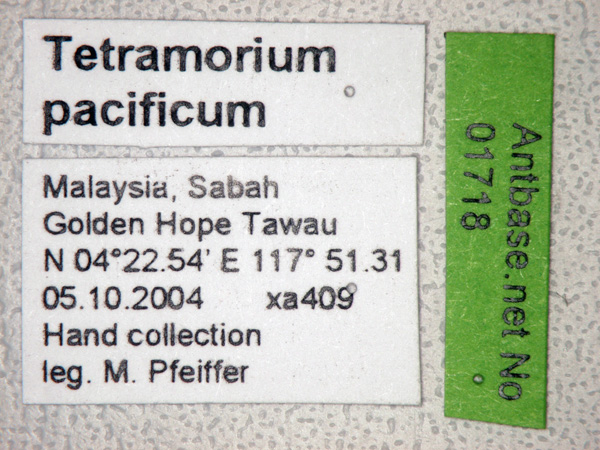 Tetramorium
pacificum
Malaysia, Sabah
Golden Hope Tawau
N 04°22.54' E 117° 51.31
05.10.2004 xa409
Hand collection
leg. M. Pfeiffer
Antbase.net No
01718